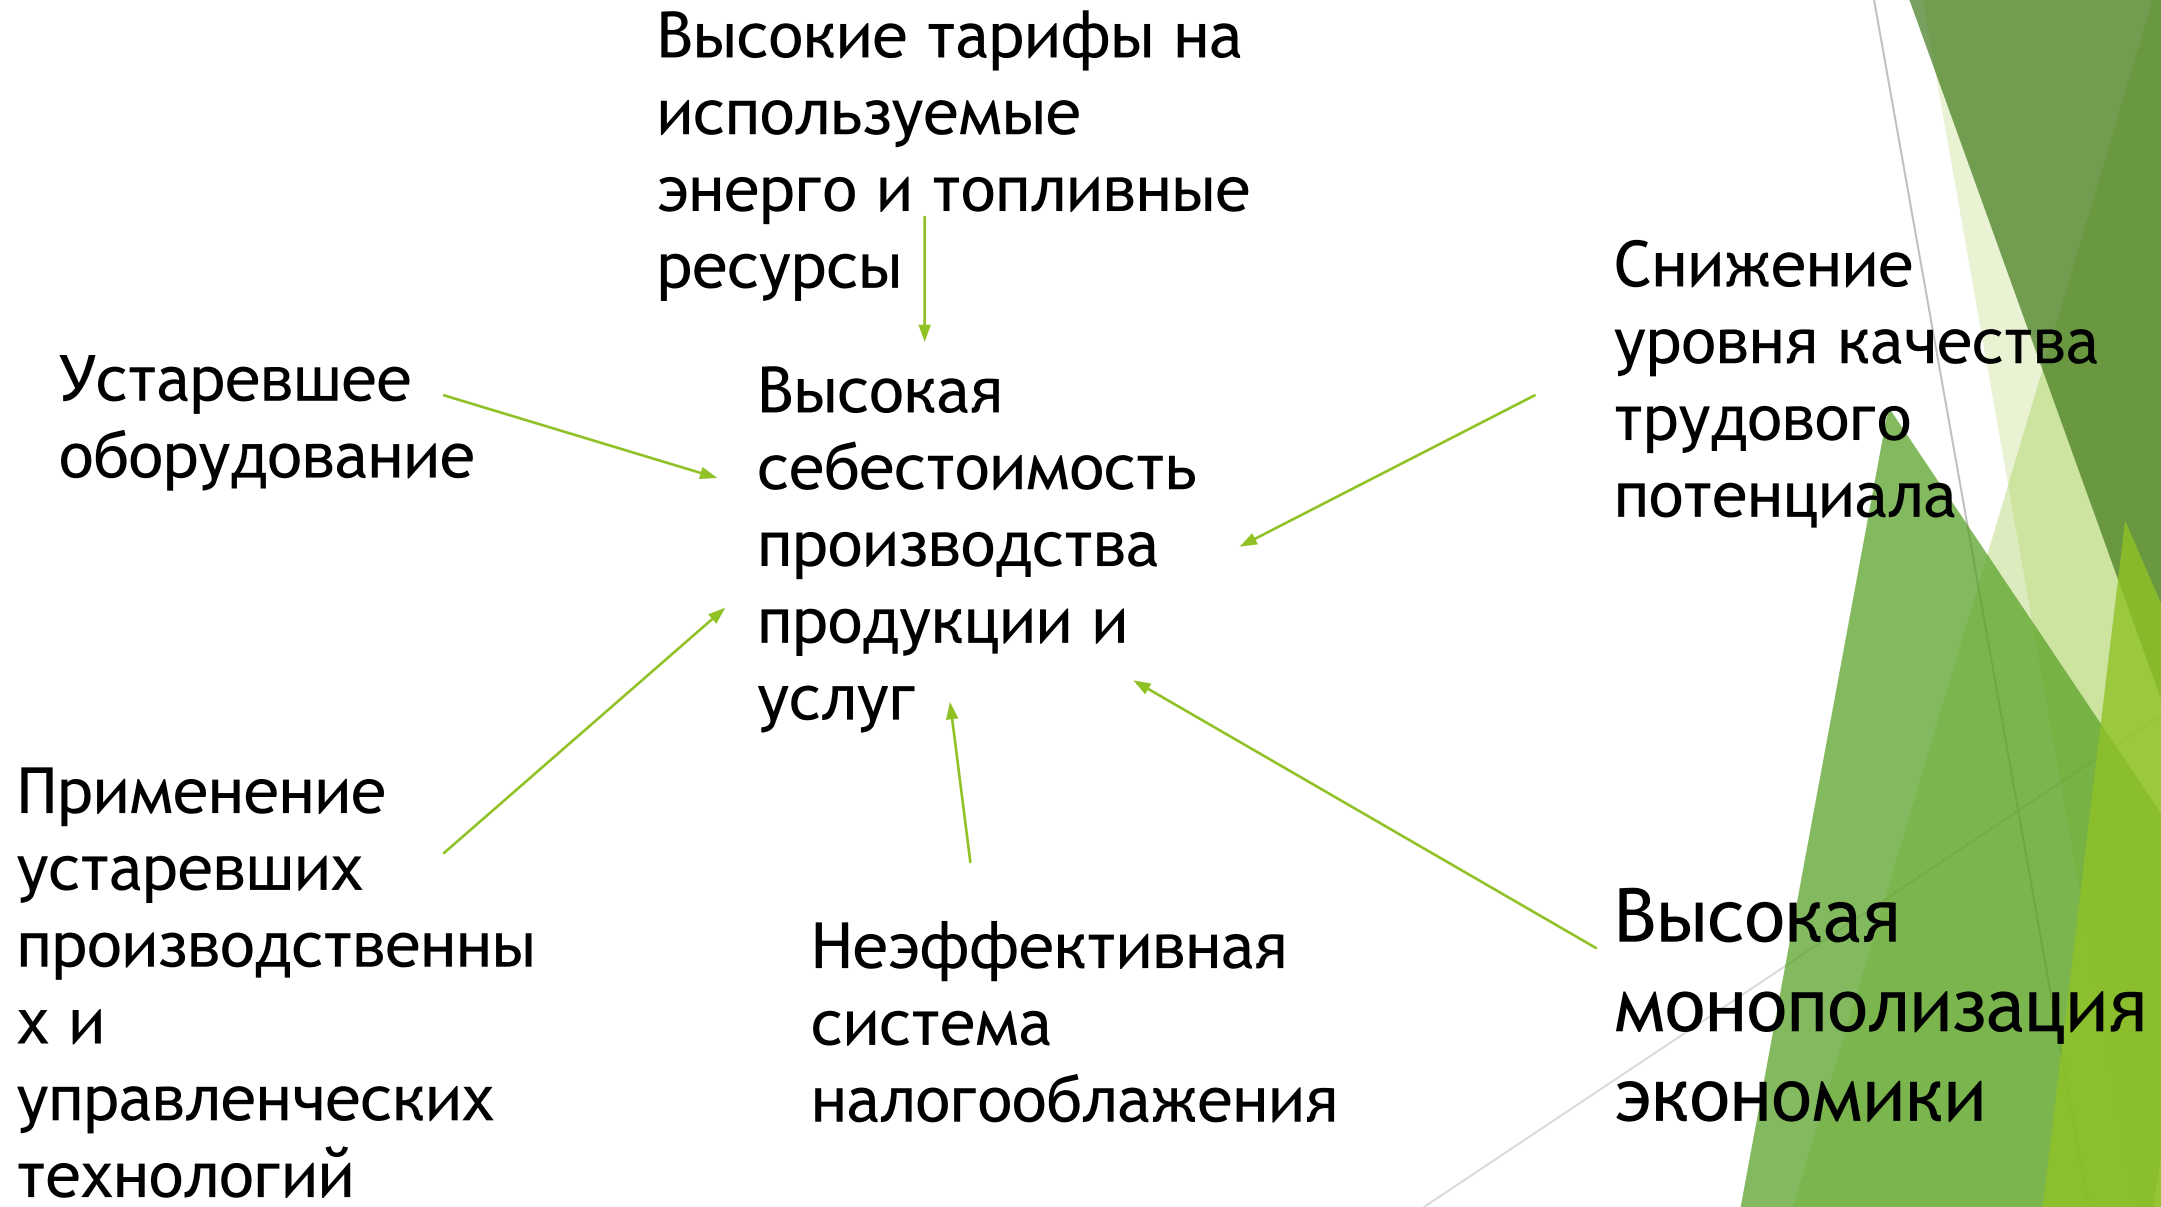 Высокие тарифы на
используемые
энерго и топливные
ресурсы
Снижение
уровня качества
трудового
потенциала
Устаревшее
оборудование
Высокая
себестоимость
производства
продукции и
услуг
Применение
устаревших
производственны
х и
управленческих
технологий
Неэффективная
система
налогооблажения
Высокая
монополизация
экономики